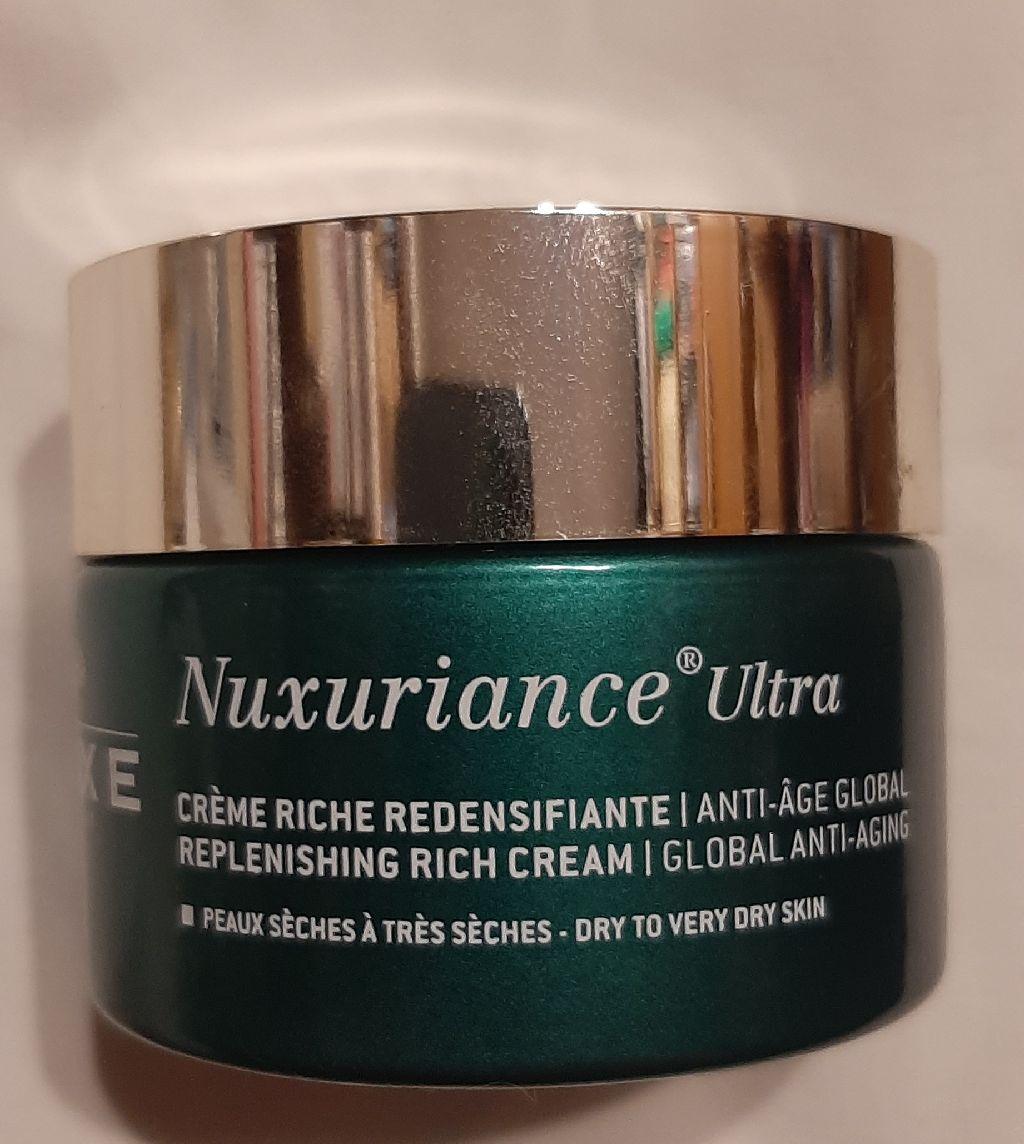 Nuxuriance® Ultra
XE
CRÈME RICHE REDENSIFIANTE | ANTI-ÂGE GLOBAL
REPLENISHING RICH CREAM | GLOBAL ANTI-AGING
PEAUX SÈCHES À TRÈS SÈCHES - DRY TO VERY DRY SKIN